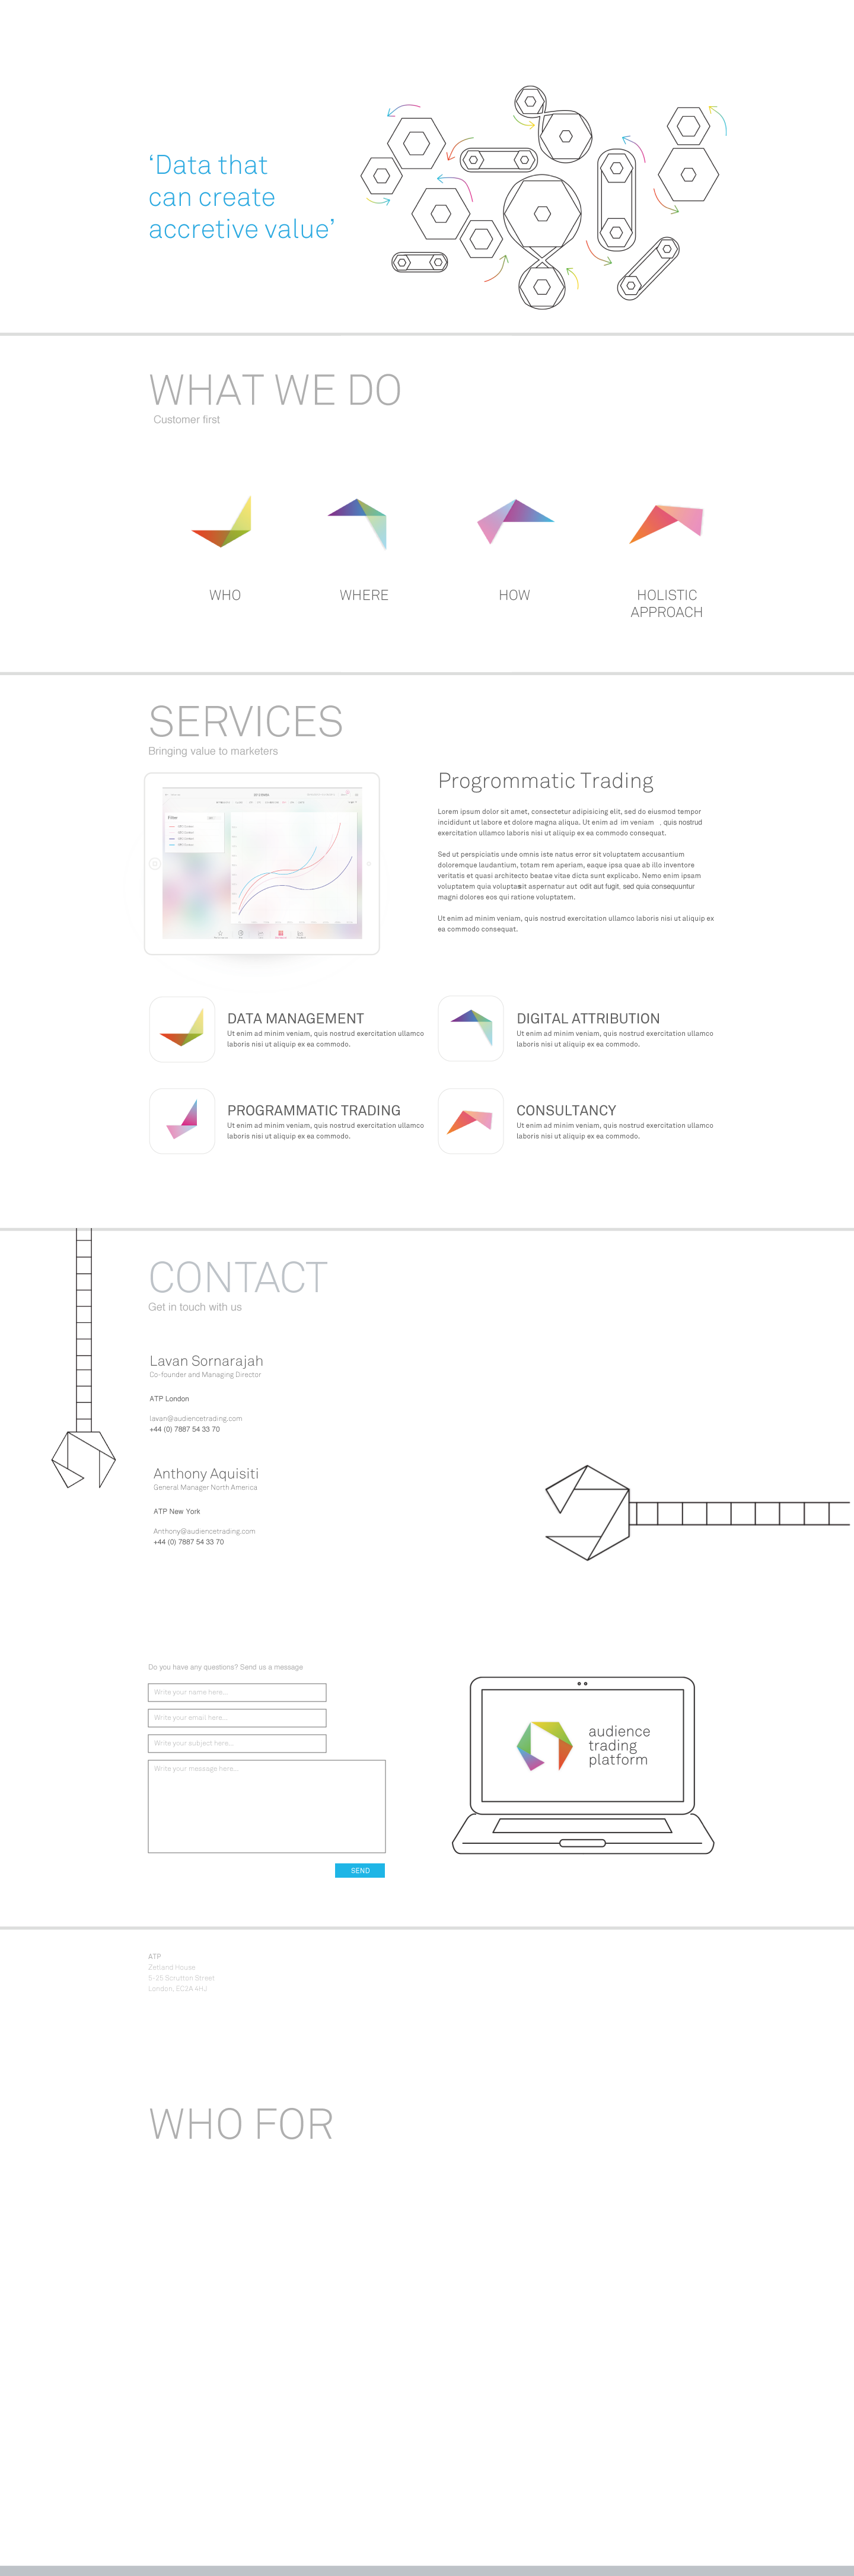 ‘Data that
can create
accretive value’
WHAT WE DO
Customer first
WHO
WHERE
HOW
HOLISTIC
APPROACH
SERVICES
Bringing value to marketers
Filter
Progrommatic Trading
Lorem ipsum dolor sit amet, consectetur adipisicing elit, sed do eiusmod tempor
incididunt ut labore et dolore magna aliqua. Ut enim ad im veniam , quis nostrud
exercitation ullamco laboris nisi ut aliquip ex ea commodo consequat.
Sed ut perspiciatis unde omnis iste natus error sit voluptatem accusantium
doloremque laudantium, totam rem aperiam, eaque ipsa quae ab illo inventore
veritatis et quasi architecto beatae vitae dicta sunt explicabo. Nemo enim ipsam
voluptatem quia voluptassit aspernatur aut odit aut fugit, sed quia consequuntur
magni dolores eos qui ratione voluptatem.
Ut enim ad minim veniam, quis nostrud exercitation ullamco laboris nisi ut aliquip ex
ea commodo consequat.
DATA MANAGEMENT
Ut enim ad minim veniam, quis nostrud exercitation ullamco
laboris nisi ut aliquip ex ea commodo.
DIGITAL ATTRIBUTION
Ut enim ad minim veniam, quis nostrud exercitation ullamco
laboris nisi ut aliquip ex ea commodo.
PROGRAMMATIC TRADING
Ut enim ad minim veniam, quis nostrud exercitation ullamco
laboris nisi ut aliquip ex ea commodo.
CONSULTANCY
Ut enim ad minim veniam, quis nostrud exercitation ullamco
laboris nisi ut aliquip ex ea commodo.
CONTACT
Get in touch with us
Lavan Sornarajah
Co-founder and Managing Director
ATP London
lavan@audiencetrading.com
+44 (0) 7887 54 33 70
Anthony Aquisiti
General Manager North America
ATP New York
Anthony@audiencetrading.com
+44 (0) 7887 54 33 70
Do you have any questions? Send us a message
Write your name here...
Write your email here...
Write your subject here...
Write your message here...
SEND
audience
trading
platform
ATP
Zetland House
5-25 Scrutton Street
London, EC2A 4HJ
WHO FOR